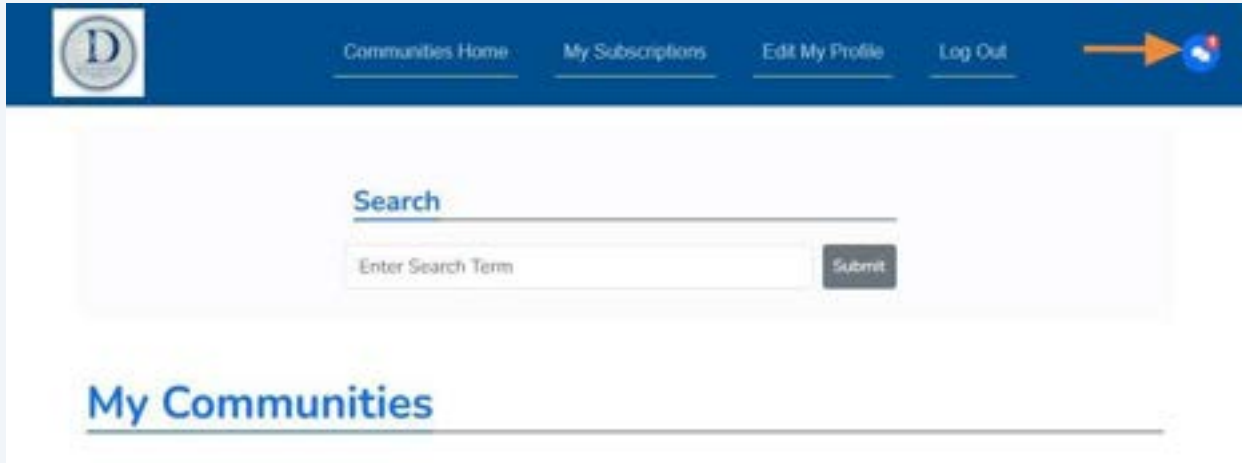 D
Communities Home My Subscriptions Edit My Profile Log Out
Search
Enter Search Term Submit
My Communities